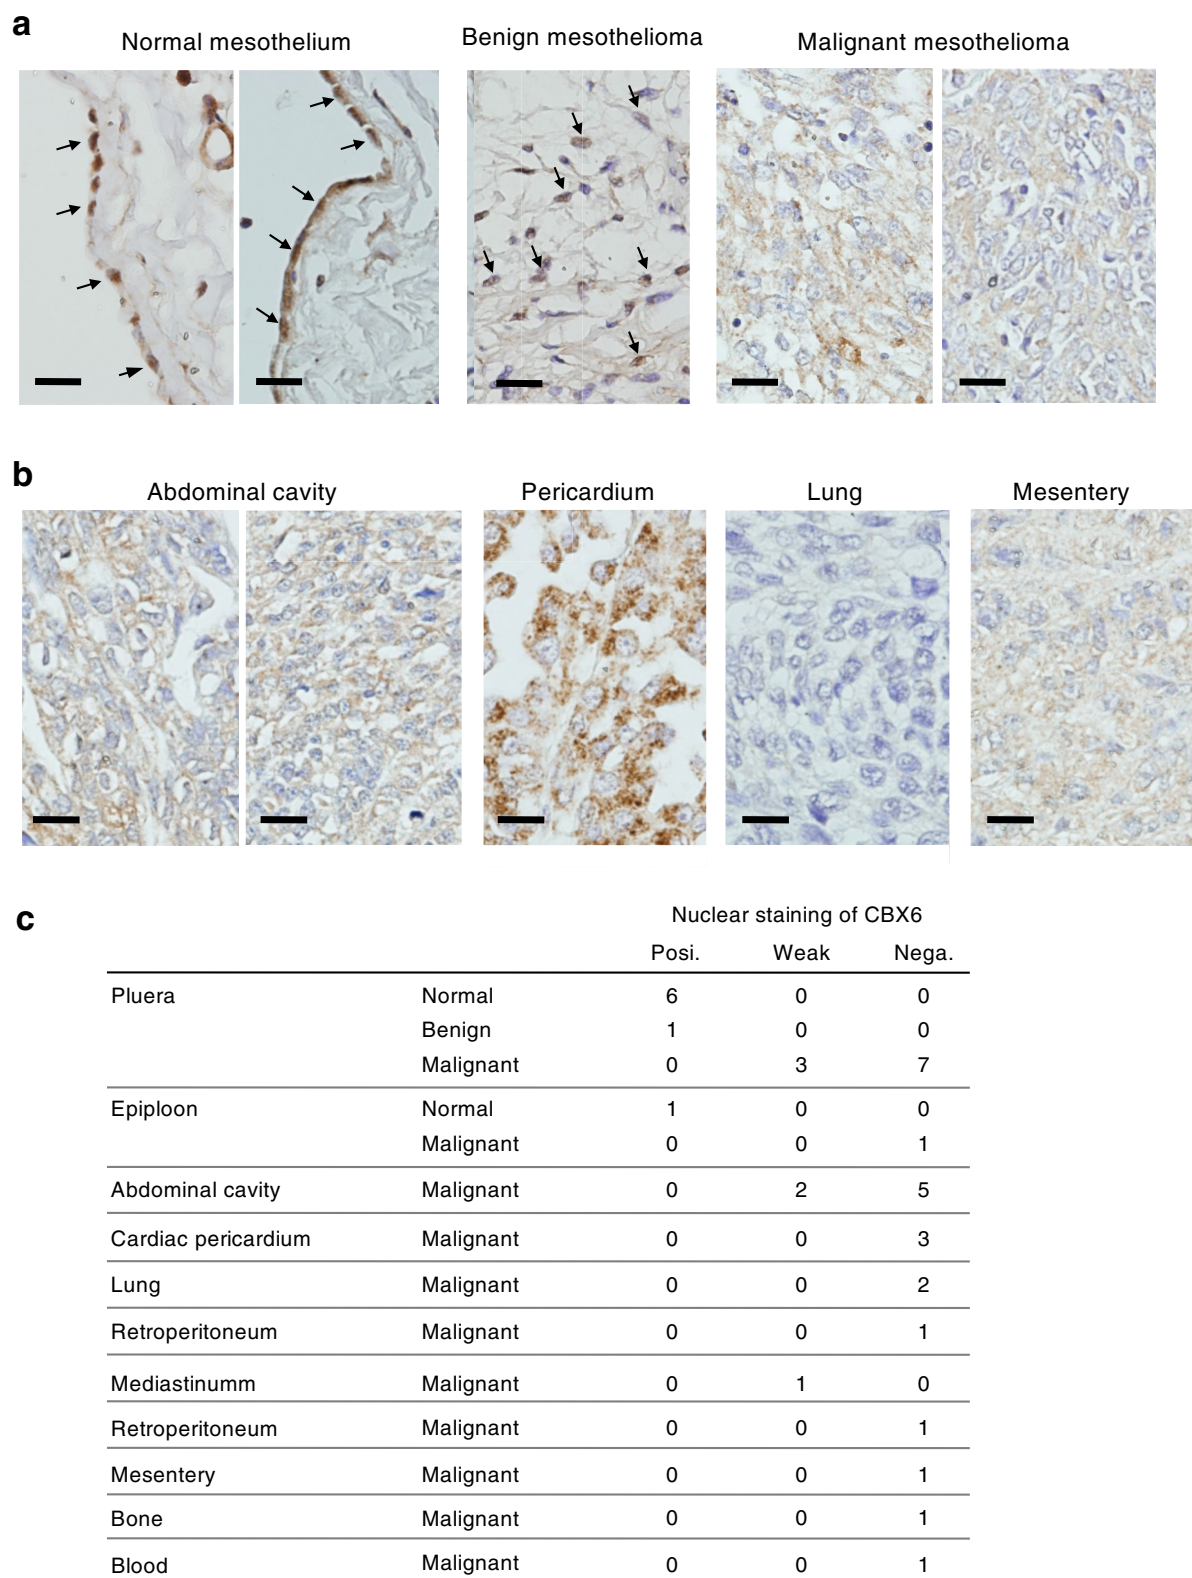 a
Normal mesothelium Benign mesothelioma Malignant mesothelioma
b
Abdominal cavity Pericardium Lung Mesentery
c
Nuclear staining of CBX6
Posi. Weak Nega.
Pluera Normal 6 0 0
Benign 1 0 0
Malignant 0 3 7
Epiploon Normal 1 0 0
Malignant 0 0 1
Abdominal cavity Malignant 0 2 5
Cardiac pericardium Malignant 0 0 3
Lung Malignant 0 0 2
Retroperitoneum Malignant 0 0 1
Mediastinumm Malignant 0 1 0
Retroperitoneum Malignant 0 0 1
Mesentery Malignant 0 0 1
Bone Malignant 0 0 1
Blood Malignant 0 0 1